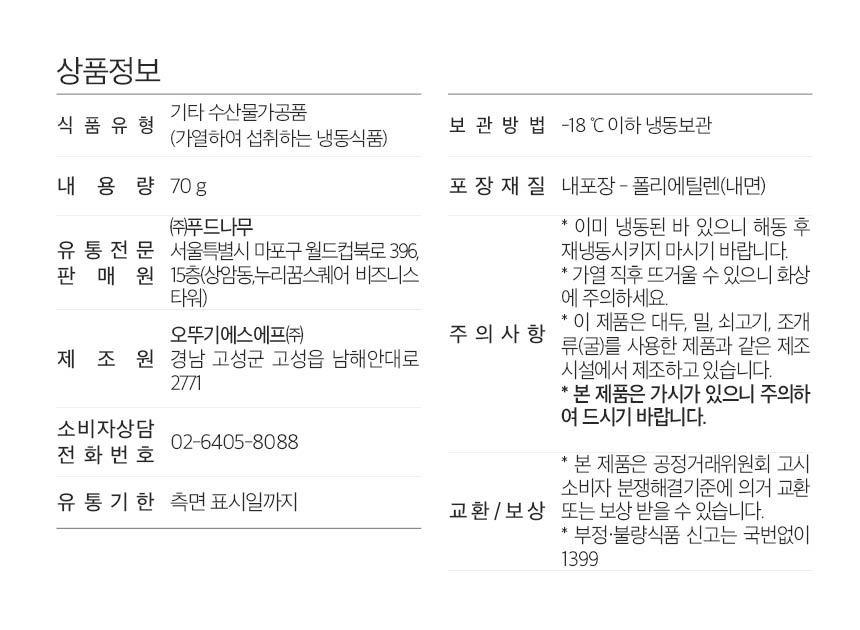 상품정보
식 품 유 형
기타 수산물가공품
(가열하여 섭취하는 냉동식품)
내 용 량
70 g
유 통 전 문
판 매 원
㈜푸드나무
서울특별시 마포구 월드컵북로 396,
15층(상암동,누리꿈스퀘어 비즈니스
타워)
제 조 원
오뚜기에스에프㈜
경남 고성군 고성읍 남해안대로
2771
소비자상담
전 화 번 호
02-6405-8088
유 통 기 한
측면 표시일까지
보 관 방 법
-18 ℃ 이하 냉동보관
포 장 재 질
내포장 - 폴리에틸렌(내면)
주 의 사 항
* 이미 냉동된 바 있으니 해동 후
재냉동시키지 마시기 바랍니다.
* 가열 직후 뜨거울 수 있으니 화상
에 주의하세요.
* 이 제품은 대두, 밀, 쇠고기, 조개
류(굴)를 사용한 제품과 같은 제조
시설에서 제조하고 있습니다.
* 본 제품은 가시가 있으니 주의하
여 드시기 바랍니다.
교환 / 보상
* 본 제품은 공정거래위원회 고시
소비자 분쟁해결기준에 의거 교환
또는 보상 받을 수 있습니다.
* 부정·불량식품 신고는 국번없이
1399